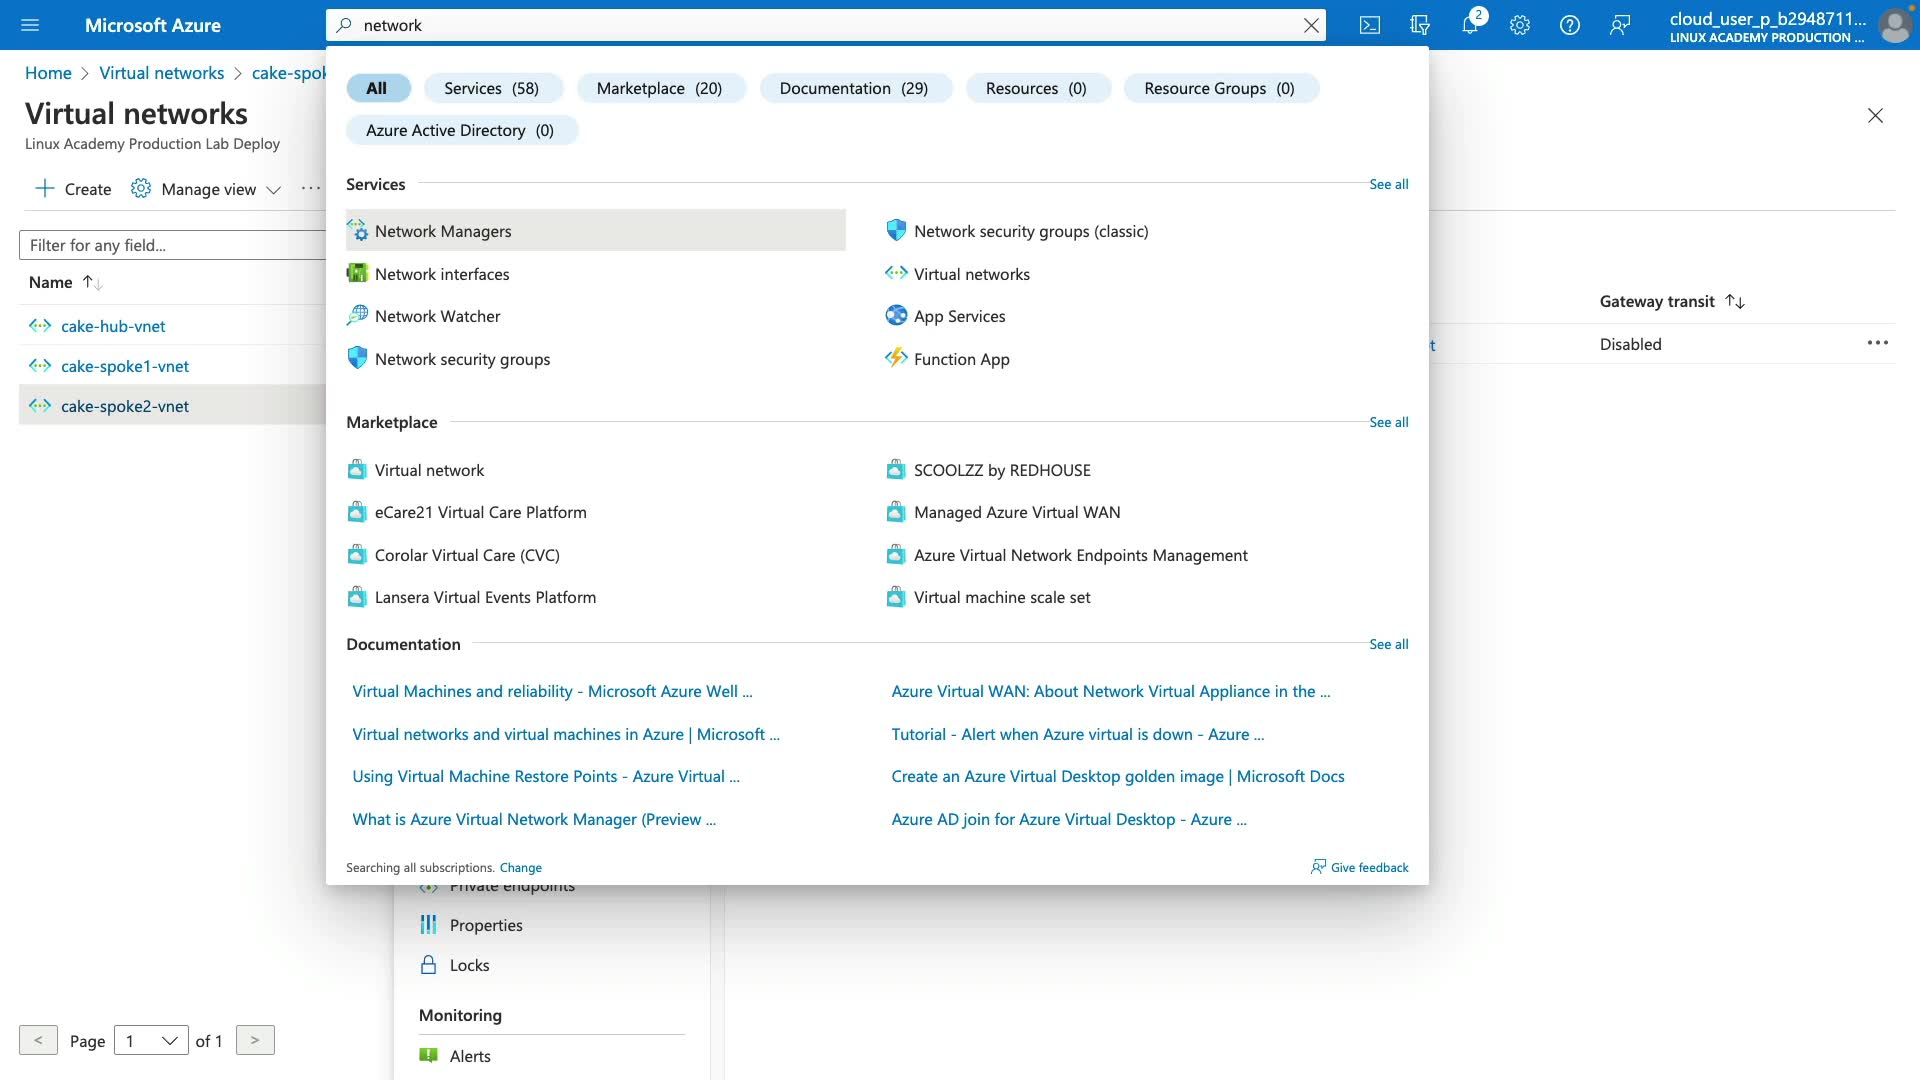 Microsoft Azure
network
2
cloud_user_p_b2948711...
LINUX ACADEMY PRODUCTION ...
Home > Virtual networks > cake-spok
Virtual networks
Linux Academy Production Lab Deploy
Create
Manage view
Filter for any field...
Name
cake-hub-vnet
cake-spoke1-vnet
cake-spoke2-vnet
< Page 1 of 1 >
All
Services (58)
Marketplace (20)
Documentation (29)
Resources (0)
Resource Groups (0)
Azure Active Directory (0)
Services
See all
Network Managers
Network security groups (classic)
Network interfaces
Virtual networks
Network Watcher
App Services
Network security groups
Function App
Marketplace
See all
Virtual network
SCOOLZZ by REDHOUSE
eCare21 Virtual Care Platform
Managed Azure Virtual WAN
Corolar Virtual Care (CVC)
Azure Virtual Network Endpoints Management
Lansera Virtual Events Platform
Virtual machine scale set
Documentation
See all
Virtual Machines and reliability - Microsoft Azure Well ...
Azure Virtual WAN: About Network Virtual Appliance in the ...
Virtual networks and virtual machines in Azure | Microsoft ...
Tutorial - Alert when Azure virtual is down - Azure ...
Using Virtual Machine Restore Points - Azure Virtual ...
Create an Azure Virtual Desktop golden image | Microsoft Docs
What is Azure Virtual Network Manager (Preview ...
Azure AD join for Azure Virtual Desktop - Azure ...
Searching all subscriptions. Change
Give feedback
Private endpoints
Properties
Locks
Monitoring
Alerts
Gateway transit
t
Disabled